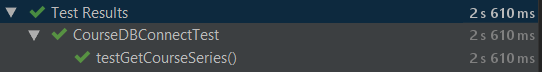 Test Results 2 s 610 ms
CourseDBConnectTest 2 s 610 ms
testGetCourseSeries() 2 s 610 ms